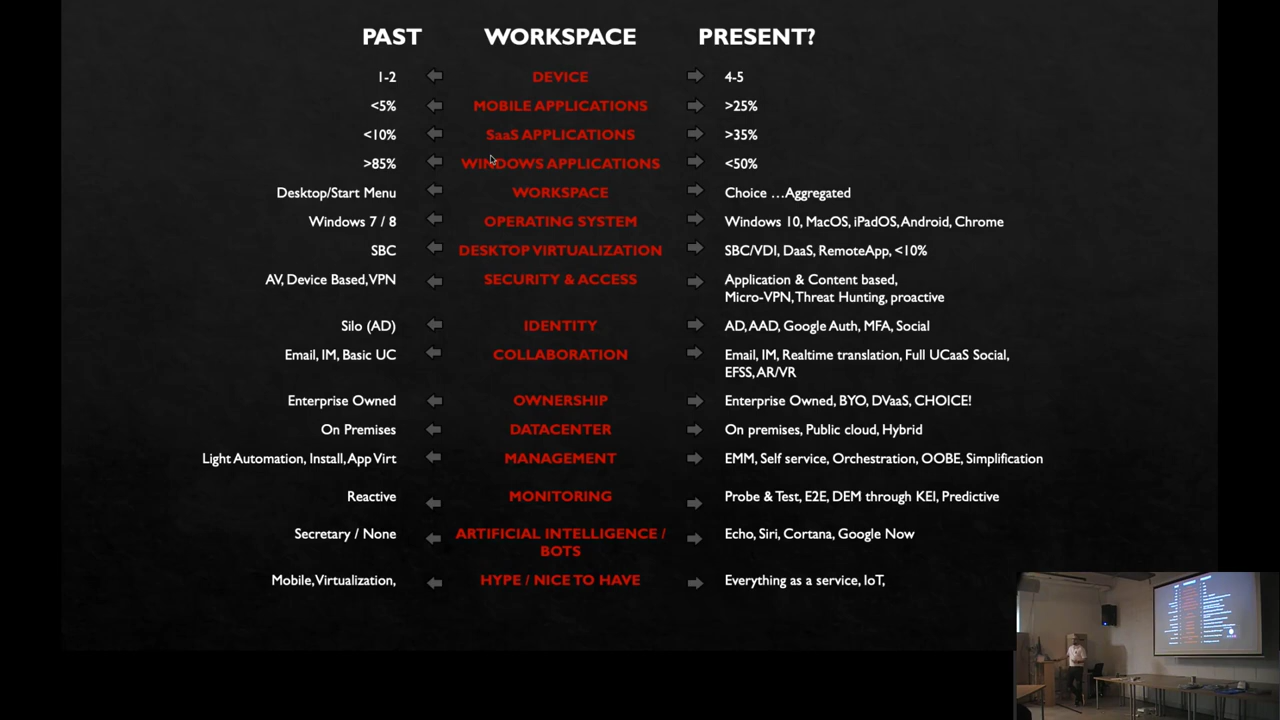 PAST WORKSPACE PRESENT?
1-2 DEVICE 4-5
<5% MOBILE APPLICATIONS >25%
<10% SaaS APPLICATIONS >35%
>85% WINDOWS APPLICATIONS <50%
Desktop/Start Menu WORKSPACE Choice …Aggregated
Windows 7 / 8 OPERATING SYSTEM Windows 10, MacOS, iPadOS, Android, Chrome
SBC DESKTOP VIRTUALIZATION SBC/VDI, DaaS, RemoteApp, <10%
AV, Device Based, VPN SECURITY & ACCESS Application & Content based,
Micro-VPN, Threat Hunting, proactive
Silo (AD) IDENTITY AD, AAD, Google Auth, MFA, Social
Email, IM, Basic UC COLLABORATION Email, IM, Realtime translation, Full UCaaS Social,
EFSS, AR/VR
Enterprise Owned OWNERSHIP Enterprise Owned, BYO, DVaaS, CHOICE!
On Premises DATACENTER On premises, Public cloud, Hybrid
Light Automation, Install, App Virt MANAGEMENT EMM, Self service, Orchestration, OOBE, Simplification
Reactive MONITORING Probe & Test, E2E, DEM through KEI, Predictive
Secretary / None ARTIFICIAL INTELLIGENCE / Echo, Siri, Cortana, Google Now
BOTS
Mobile, Virtualization, HYPE / NICE TO HAVE Everything as a service, IoT,